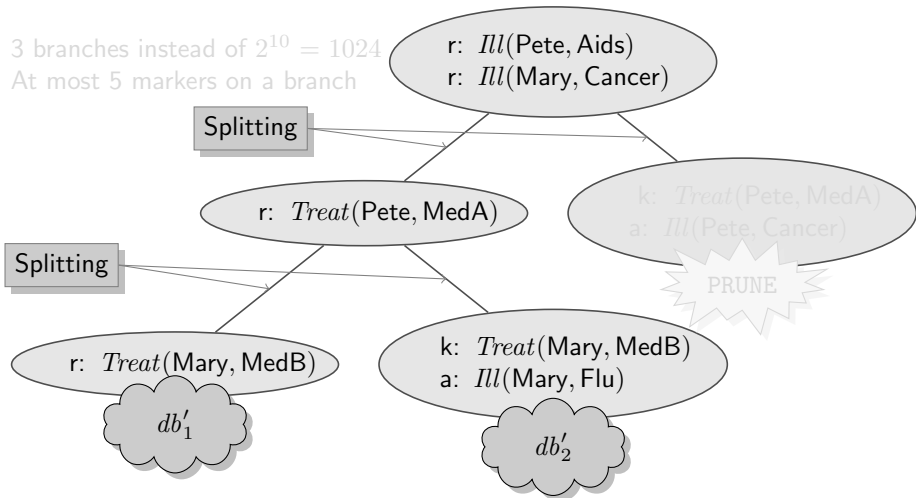 3 branches instead of 2^10 = 1024
At most 5 markers on a branch
r: Ill(Pete, Aids)
r: Ill(Mary, Cancer)
Splitting
r: Treat(Pete, MedA)
k: Treat(Pete, MedA)
a: Ill(Pete, Cancer)
PRUNE
Splitting
r: Treat(Mary, MedB)
db′₁
k: Treat(Mary, MedB)
a: Ill(Mary, Flu)
db′₂